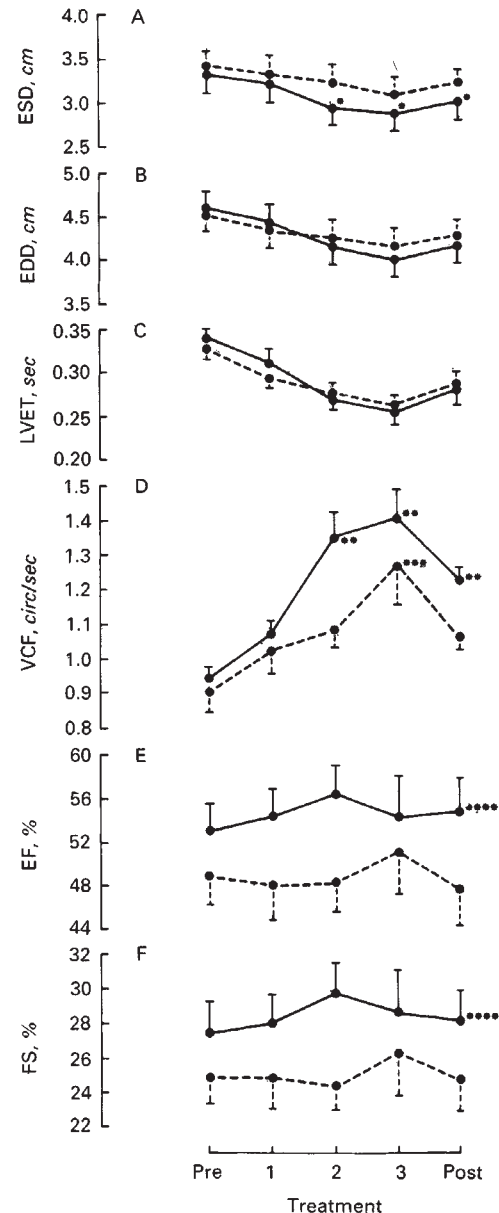 A
4.0
3.5
3.0
2.5
ESD, cm
B
5.0
4.5
4.0
3.5
EDD, cm
C
0.35
0.30
0.25
0.20
LVET, sec
D
1.5
1.4
1.3
1.2
1.1
1.0
0.9
0.8
VCF, circ/sec
E
60
56
52
48
44
EF, %
F
32
30
28
26
24
22
FS, %
Pre 1 2 3 Post
Treatment